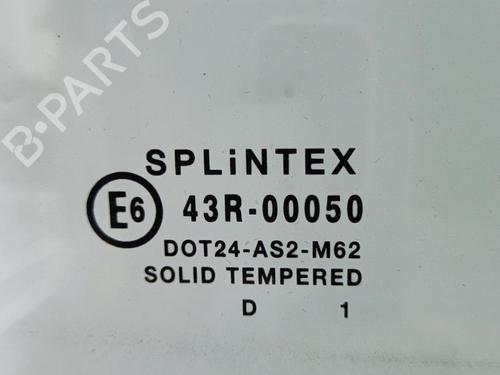 B-PARTS
SPLiNTEX
E6 43R-00050
DOT24-AS2-M62
SOLID TEMPERED
D 1